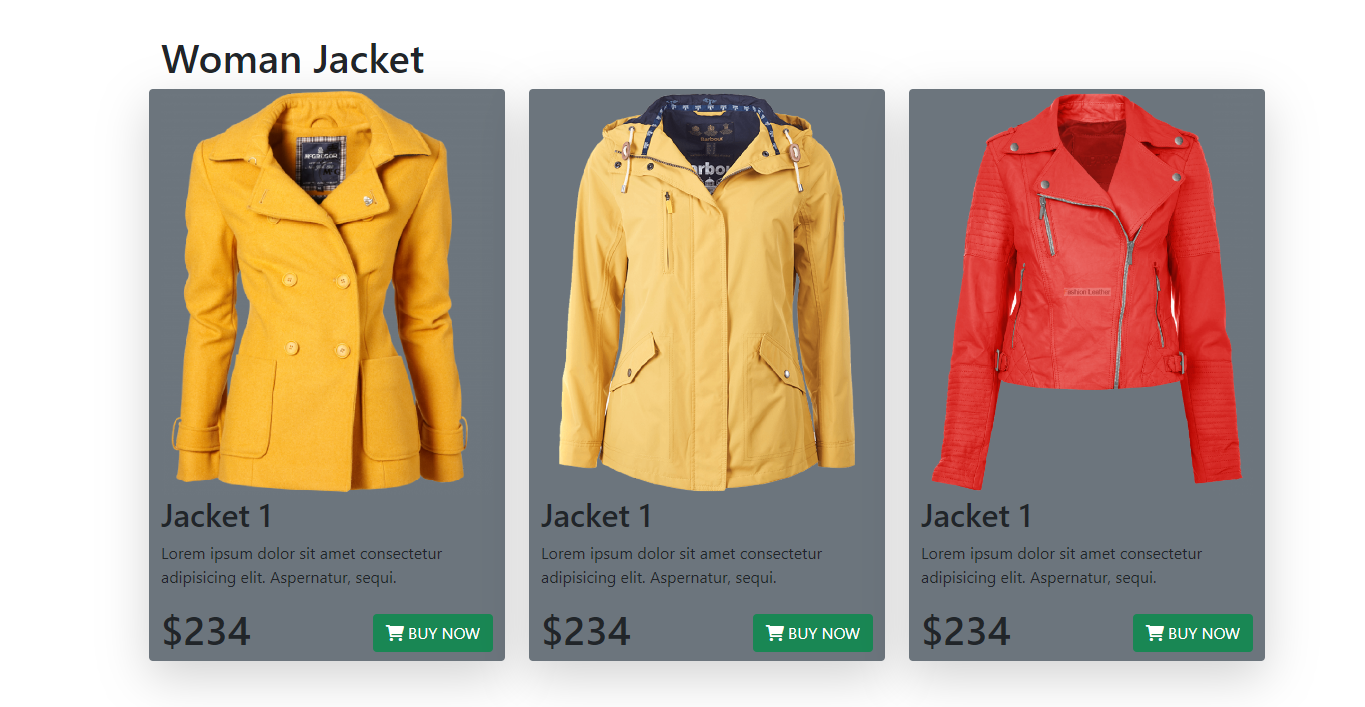 Woman Jacket
McGREGOR
Barbour
Jacket 1
Lorem ipsum dolor sit amet consectetur
adipisicing elit. Aspernatur, sequi.
$234
BUY NOW
Jacket 1
Lorem ipsum dolor sit amet consectetur
adipisicing elit. Aspernatur, sequi.
$234
BUY NOW
Jacket 1
Lorem ipsum dolor sit amet consectetur
adipisicing elit. Aspernatur, sequi.
$234
BUY NOW